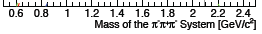 0.6 0.8 1 1.2 1.4 1.6 1.8 2 2.2 2.4
Mass of the π⁻π⁺π⁻ System [GeV/c²]